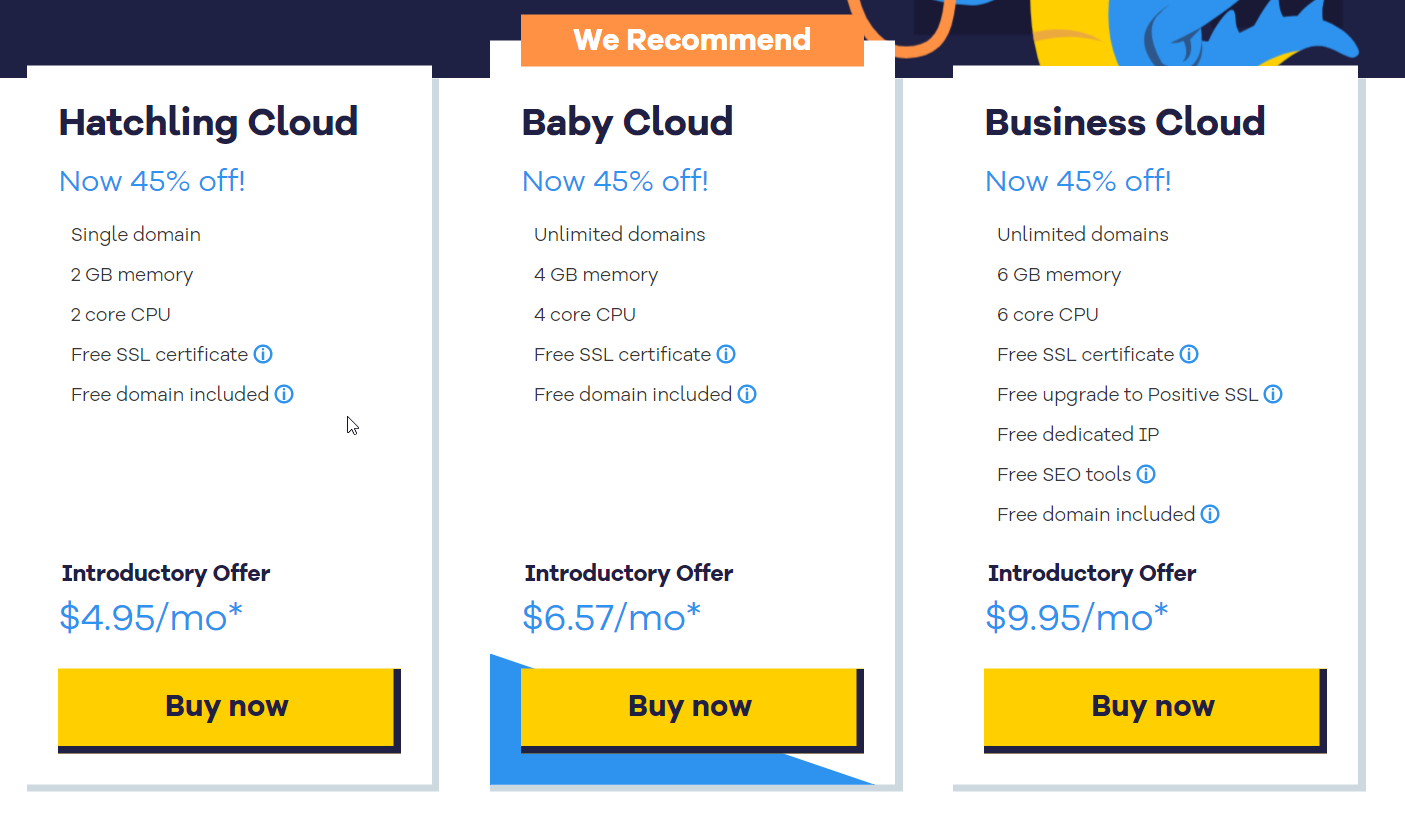 We Recommend
Hatchling Cloud
Now 45% off!
Single domain
2 GB memory
2 core CPU
Free SSL certificate
Free domain included
Introductory Offer
$4.95/mo*
Buy now
Baby Cloud
Now 45% off!
Unlimited domains
4 GB memory
4 core CPU
Free SSL certificate
Free domain included
Introductory Offer
$6.57/mo*
Buy now
Business Cloud
Now 45% off!
Unlimited domains
6 GB memory
6 core CPU
Free SSL certificate
Free upgrade to Positive SSL
Free dedicated IP
Free SEO tools
Free domain included
Introductory Offer
$9.95/mo*
Buy now